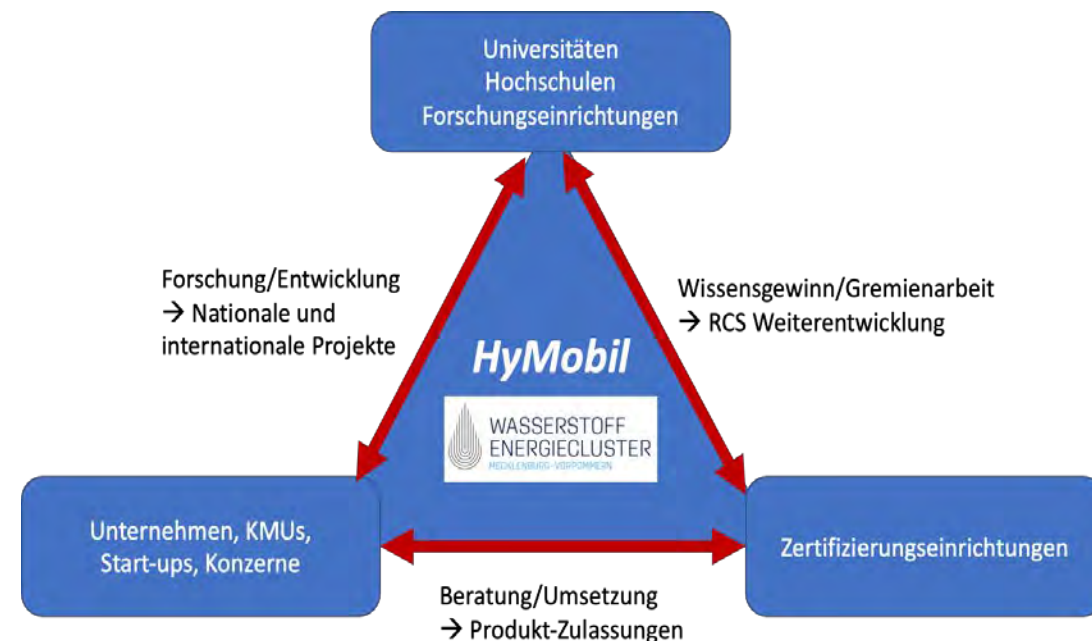 Universitäten
Hochschulen
Forschungseinrichtungen
Forschung/Entwicklung
→ Nationale und
internationale Projekte
Wissensgewinn/Gremienarbeit
→ RCS Weiterentwicklung
HyMobil
WASSERSTOFF
ENERGIECLUSTER
MECKLENBURG-VORPOMMERN
Unternehmen, KMUs,
Start-ups, Konzerne
Zertifizierungseinrichtungen
Beratung/Umsetzung
→ Produkt-Zulassungen